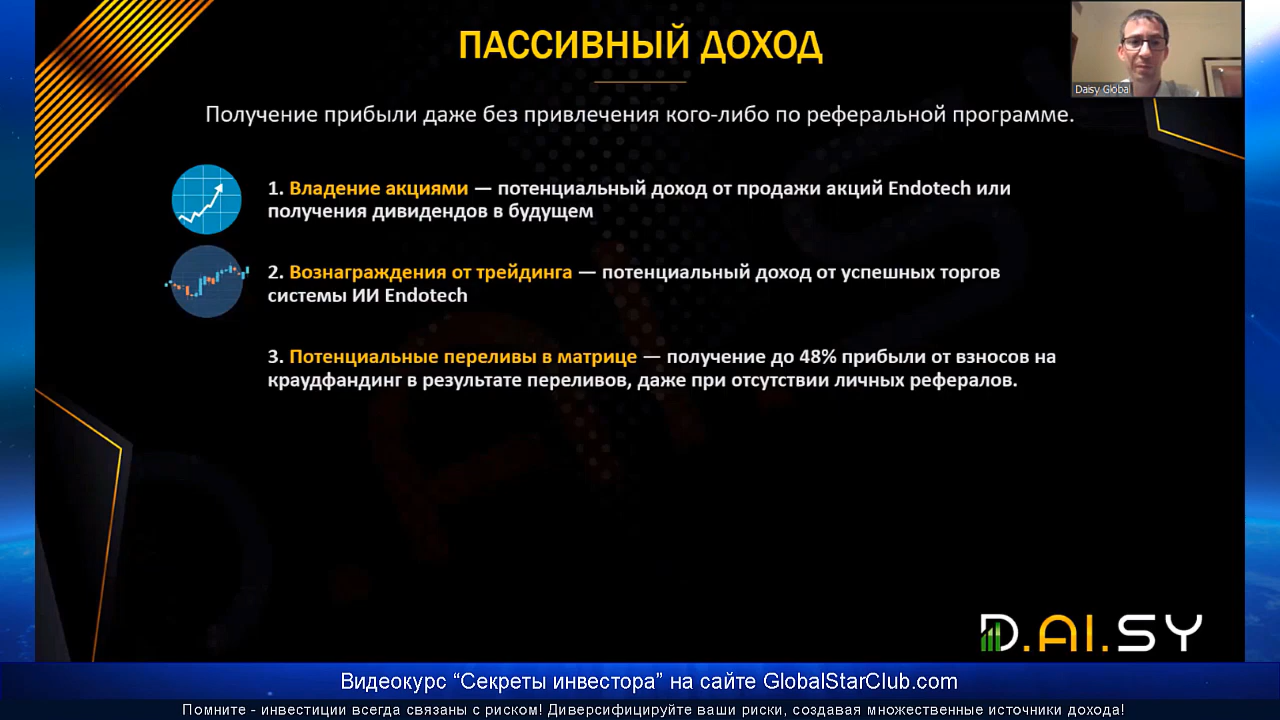 ПАССИВНЫЙ ДОХОД
Daisy Global
Получение прибыли даже без привлечения кого-либо по реферальной программе.
1. Владение акциями — потенциальный доход от продажи акций Endotech или
получения дивидендов в будущем
2. Вознаграждения от трейдинга — потенциальный доход от успешных торгов
системы ИИ Endotech
3. Потенциальные переливы в матрице — получение до 48% прибыли от взносов на
краудфандинг в результате переливов, даже при отсутствии личных рефералов.
D.AI.SY
Видеокурс “Секреты инвестора” на сайте GlobalStarClub.com
Помните - инвестиции всегда связаны с риском! Диверсифицируйте ваши риски, создавая множественные источники дохода!